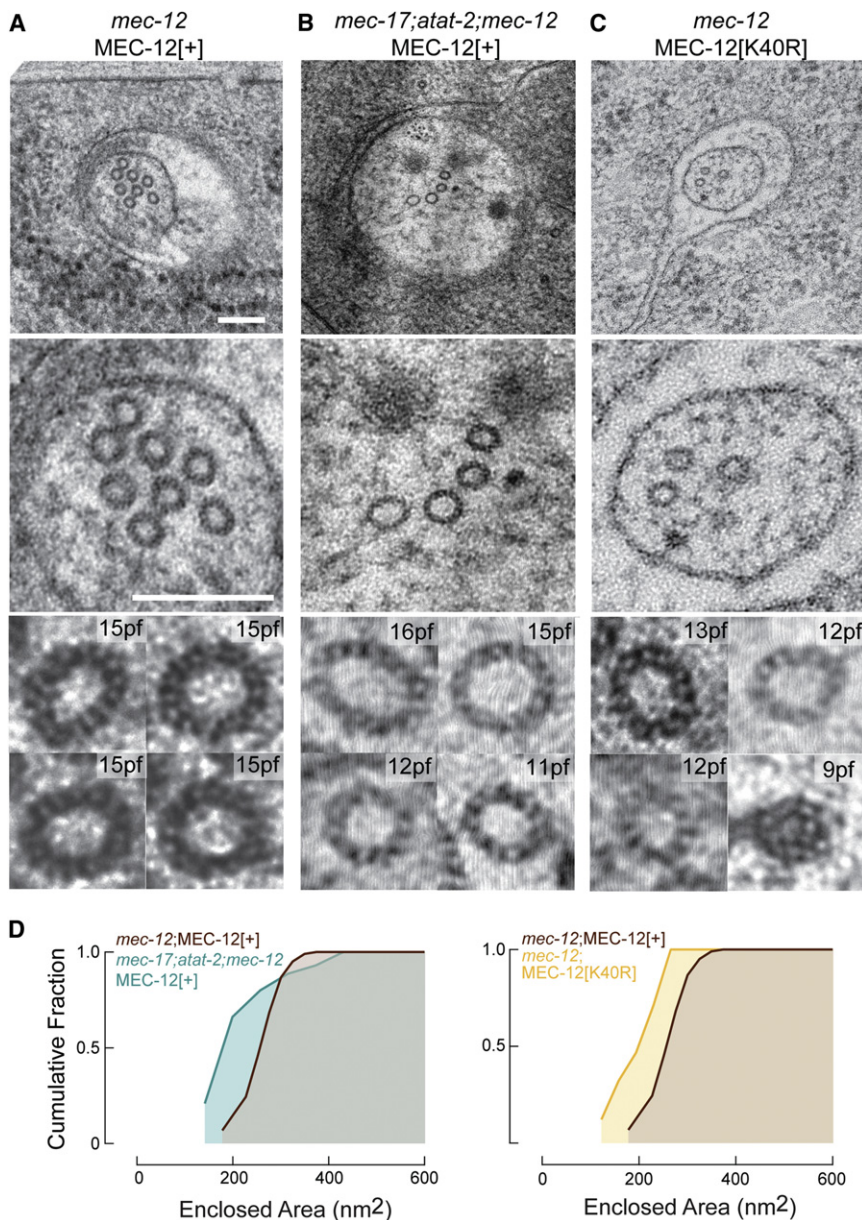 A
mec-12
MEC-12[+]
B
mec-17;atat-2;mec-12
MEC-12[+]
C
mec-12
MEC-12[K40R]
15pf
15pf
15pf
15pf
16pf
15pf
12pf
11pf
13pf
12pf
12pf
9pf
D
mec-12;MEC-12[+]
mec-17;atat-2;mec-12
MEC-12[+]
Cumulative Fraction
1.0
0.5
0
0
200
400
600
Enclosed Area (nm²)
mec-12;MEC-12[+]
mec-12;
MEC-12[K40R]
1.0
0.5
0
200
400
600
Enclosed Area (nm²)